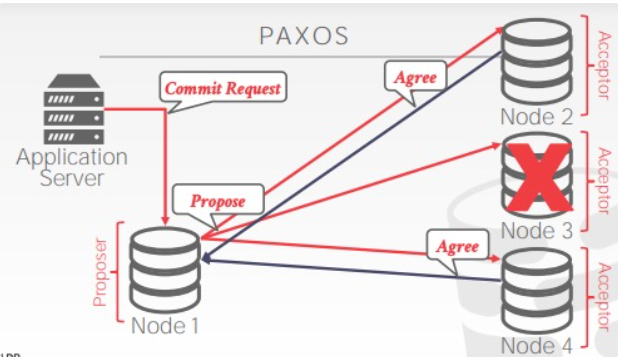 PAXOS
Commit Request
Agree
Acceptor
Node 2
Application
Server
Propose
Acceptor
Node 3
Agree
Proposer
Node 1
Acceptor
Node 4